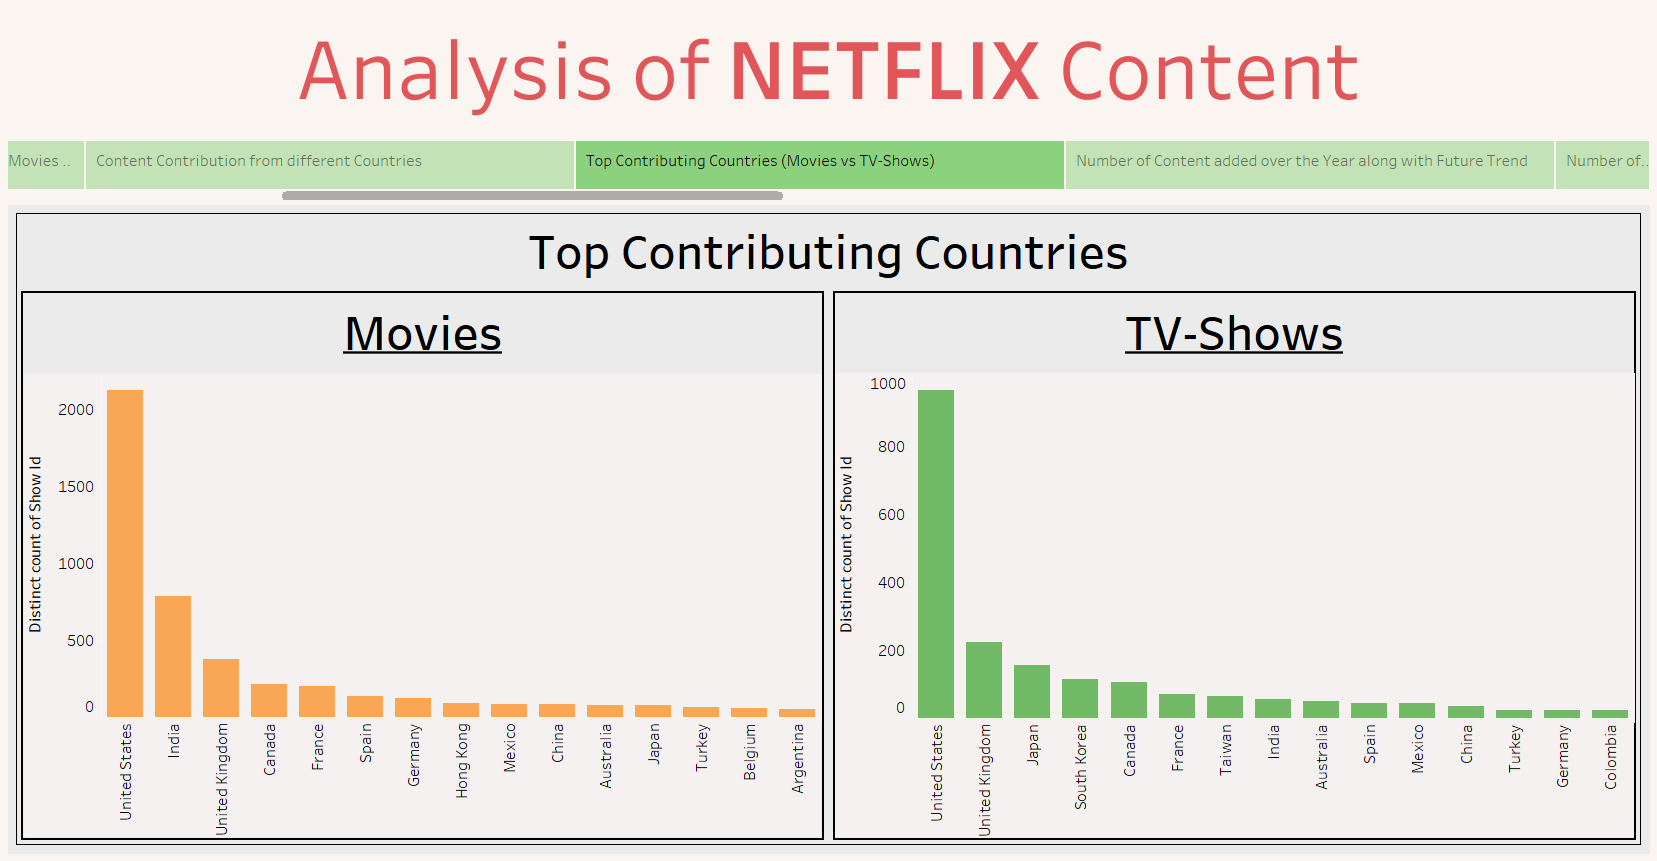 Analysis of NETFLIX Content
Movies ..
Content Contribution from different Countries
Top Contributing Countries (Movies vs TV-Shows)
Number of Content added over the Year along with Future Trend
Number of..
Top Contributing Countries
Movies
Distinct count of Show Id
2000
1500
1000
500
0
United States
India
United Kingdom
Canada
France
Spain
Germany
Hong Kong
Mexico
China
Australia
Japan
Turkey
Belgium
Argentina
TV-Shows
Distinct count of Show Id
1000
800
600
400
200
0
United States
United Kingdom
Japan
South Korea
Canada
France
Taiwan
India
Australia
Spain
Mexico
China
Turkey
Germany
Colombia